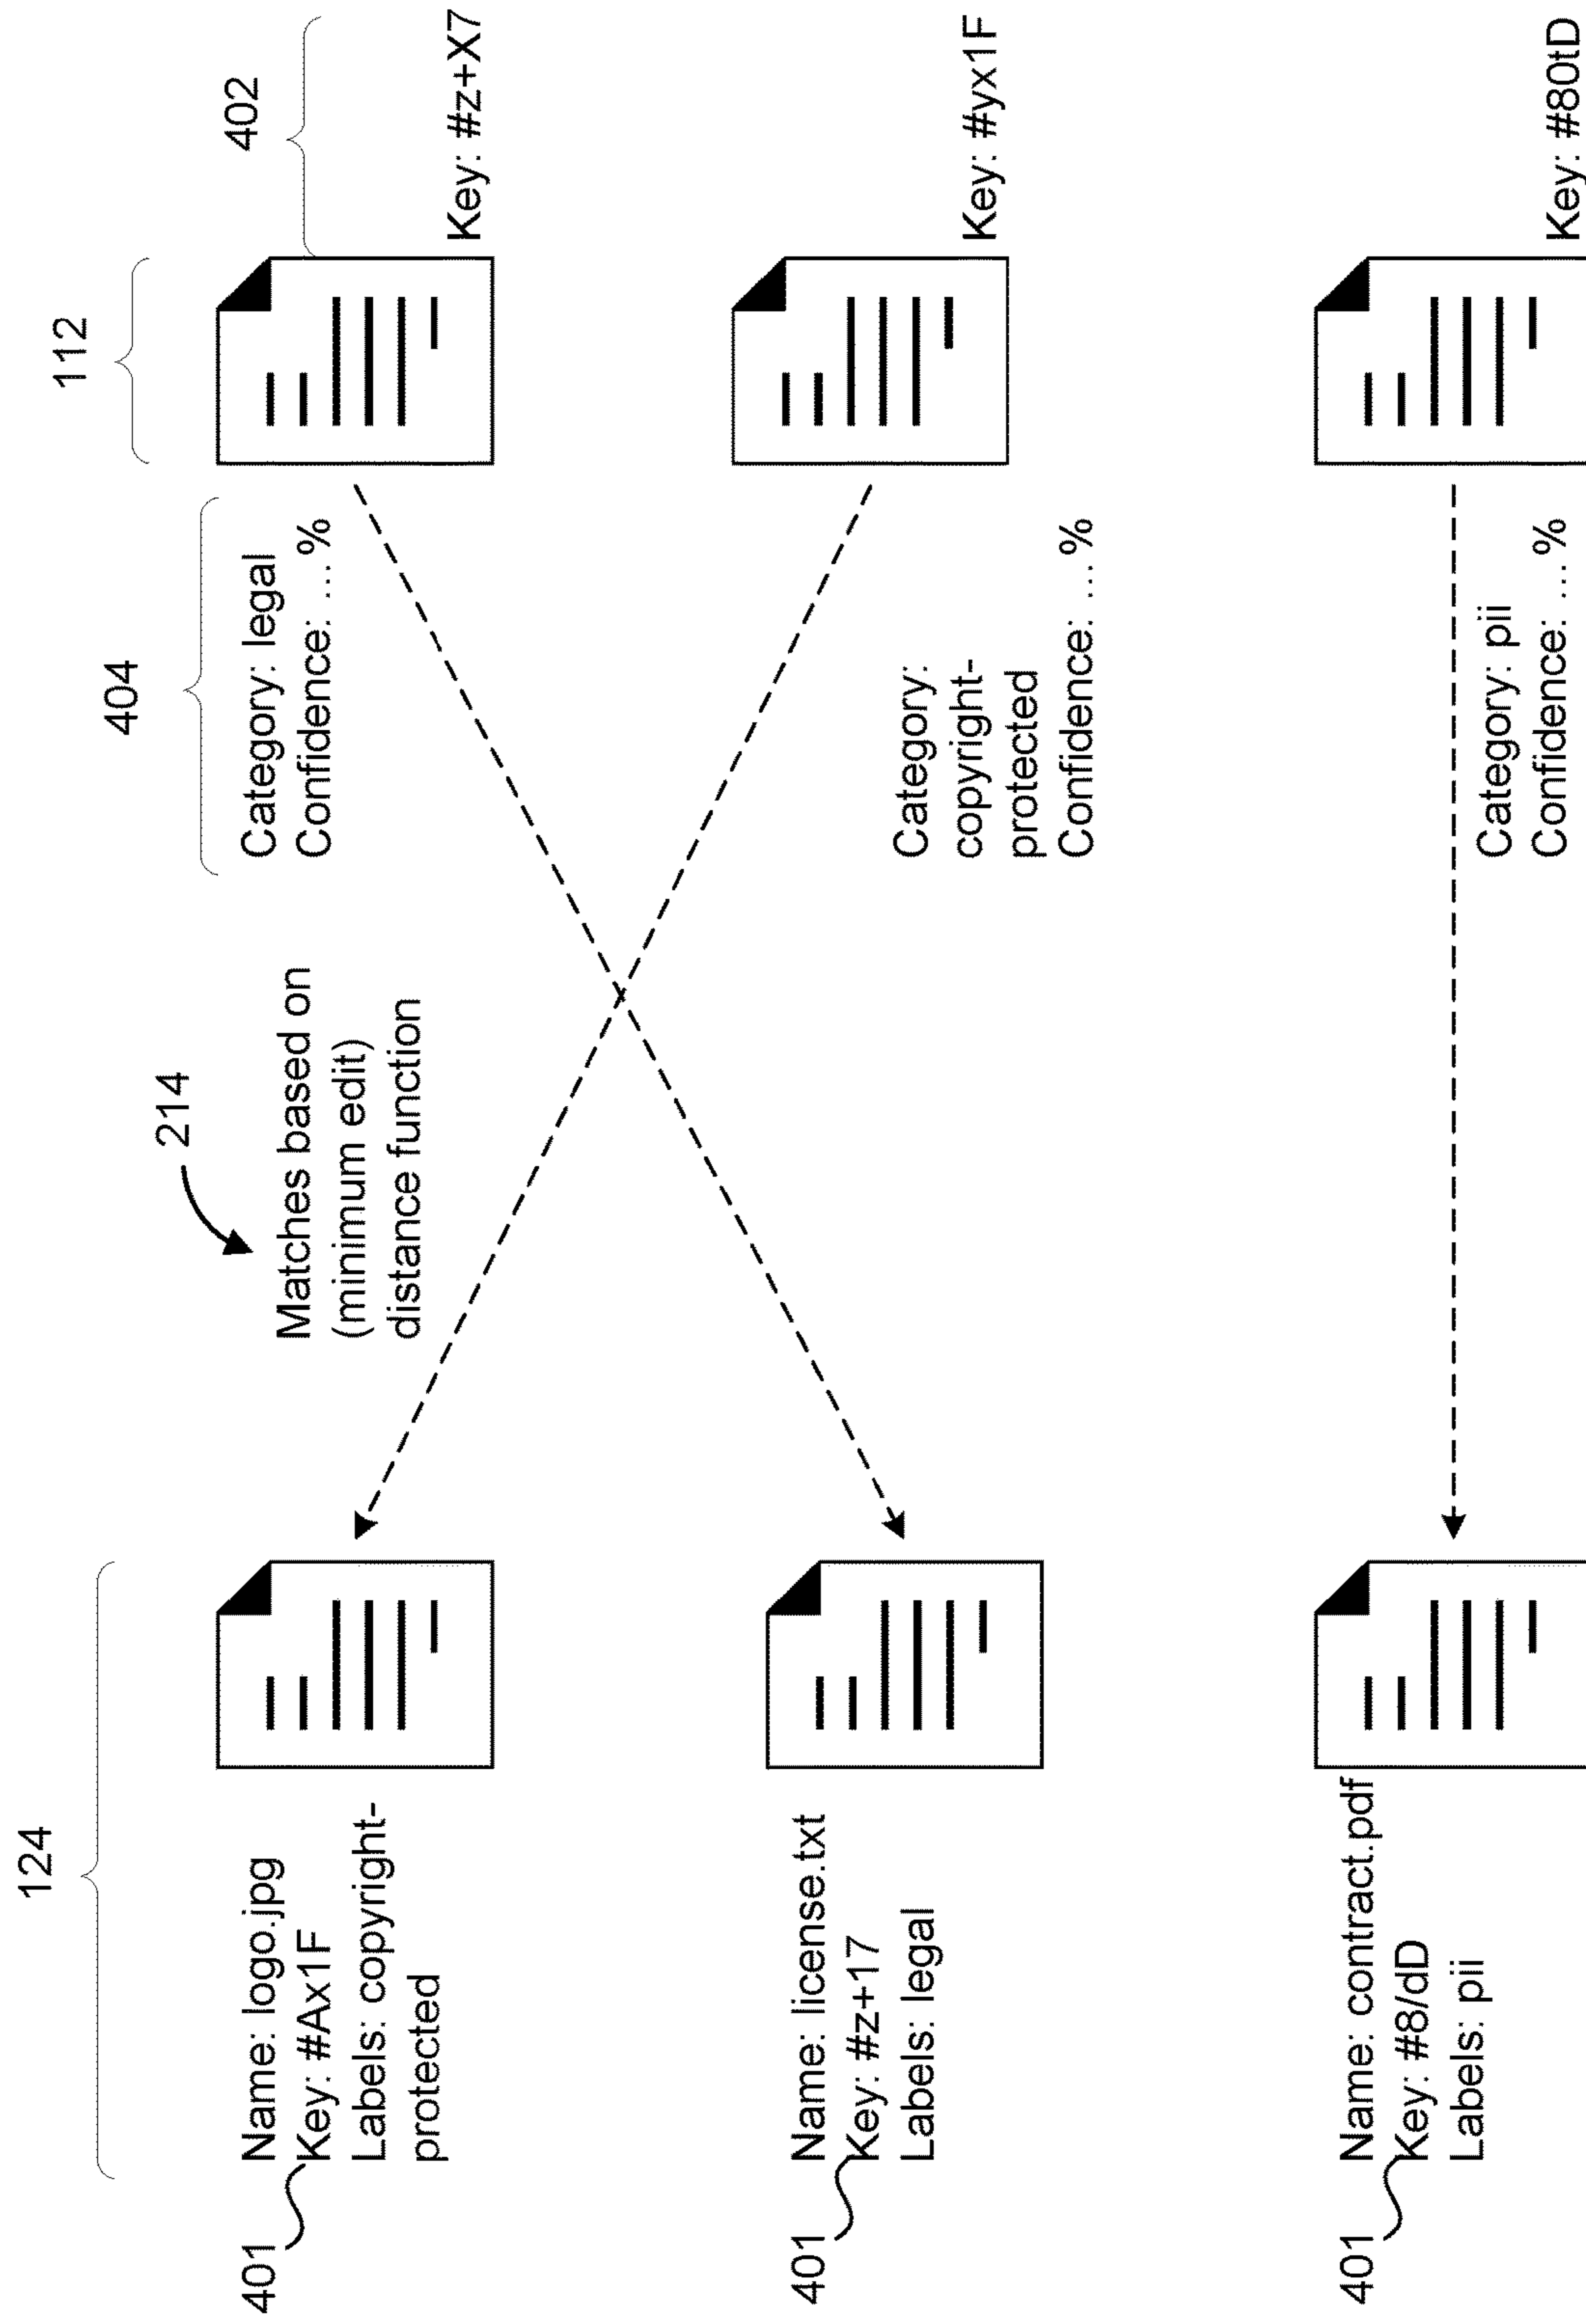 124
112
404
402
214
Matches based on
(minimum edit)
distance function
401
Name: logo.jpg
Key: #Ax1F
Labels: copyright-
protected
Category: legal
Confidence: ... %
Key: #z+X7
401
Name: license.txt
Key: #z+17
Labels: legal
Category:
copyright-
protected
Confidence: ... %
Key: #yx1F
401
Name: contract.pdf
Key: #8/dD
Labels: pii
Category: pii
Confidence: ... %
Key: #80tD